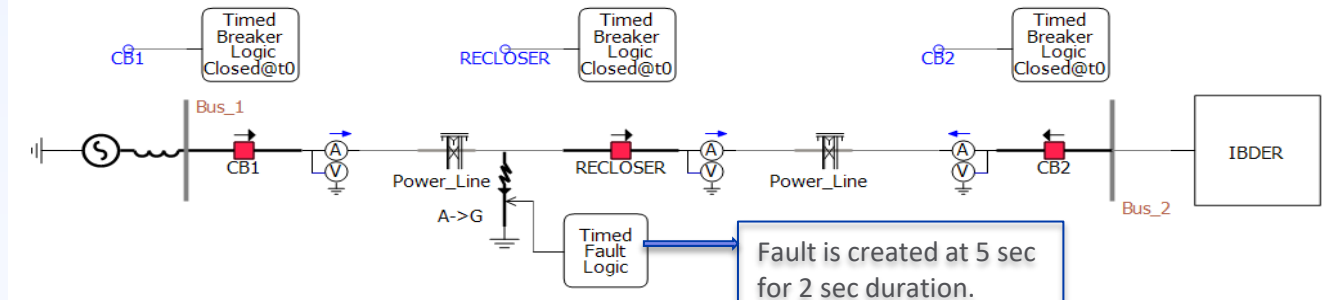 Timed
Breaker
Logic
Closed@t0
CB1
Timed
Breaker
Logic
Closed@t0
RECLOSER
Timed
Breaker
Logic
Closed@t0
CB2
Bus_1
CB1
A
V
Power_Line
RECLOSER
A
V
Power_Line
A
V
CB2
IBDER
Bus_2
A->G
Timed
Fault
Logic
Fault is created at 5 sec
for 2 sec duration.